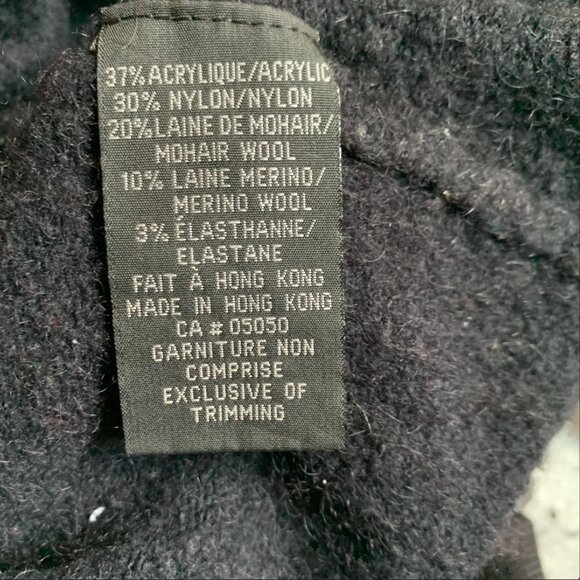 37% ACRYLIQUE/ACRYLIC
30% NYLON/NYLON
20% LAINE DE MOHAIR/
MOHAIR WOOL
10% LAINE MERINO/
MERINO WOOL
3% ÉLASTHANNE/
ELASTANE
FAIT À HONG KONG
MADE IN HONG KONG
CA # 05050
GARNITURE NON
COMPRISE
EXCLUSIVE OF
TRIMMING